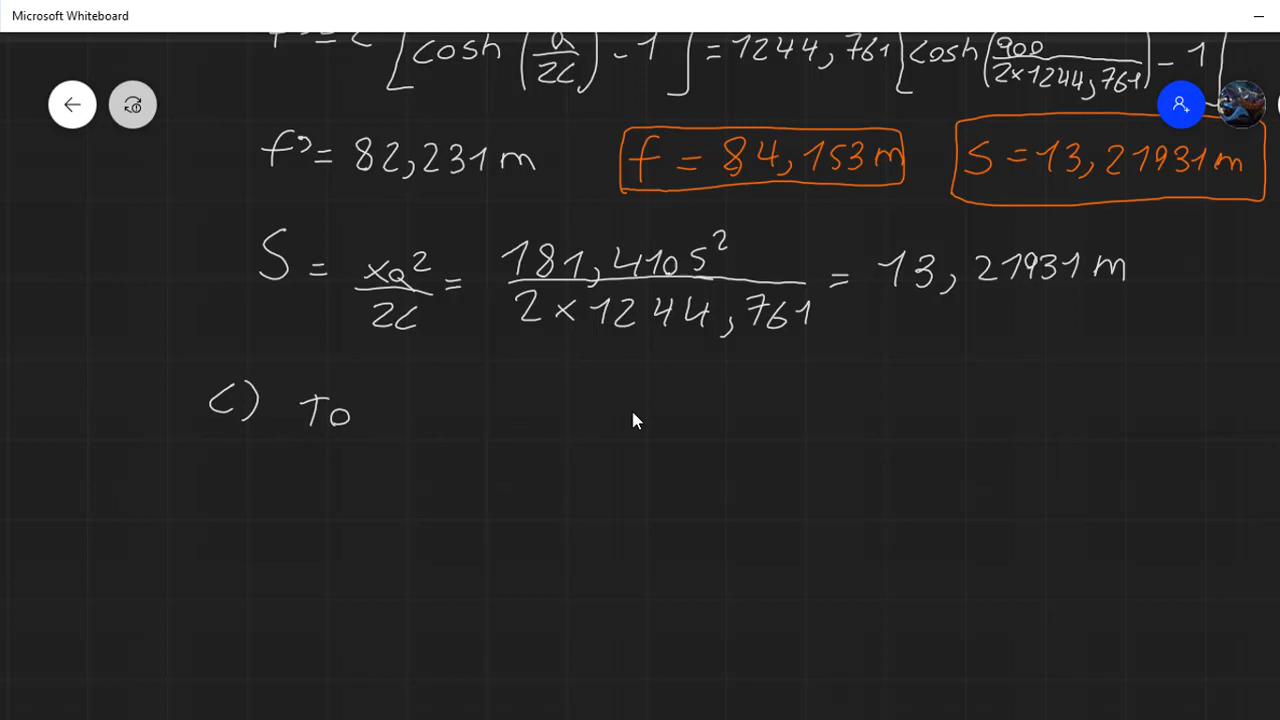 Microsoft Whiteboard
[cosh (a/2c) - 1] = 1244,761 [cosh (900/2×1244,761) - 1]
f' = 82,231 m
f = 84,153 m
S = 13,21931 m
S = xa²/2c = 181,4105²/2×1244,761 = 13,21931 m
c) To